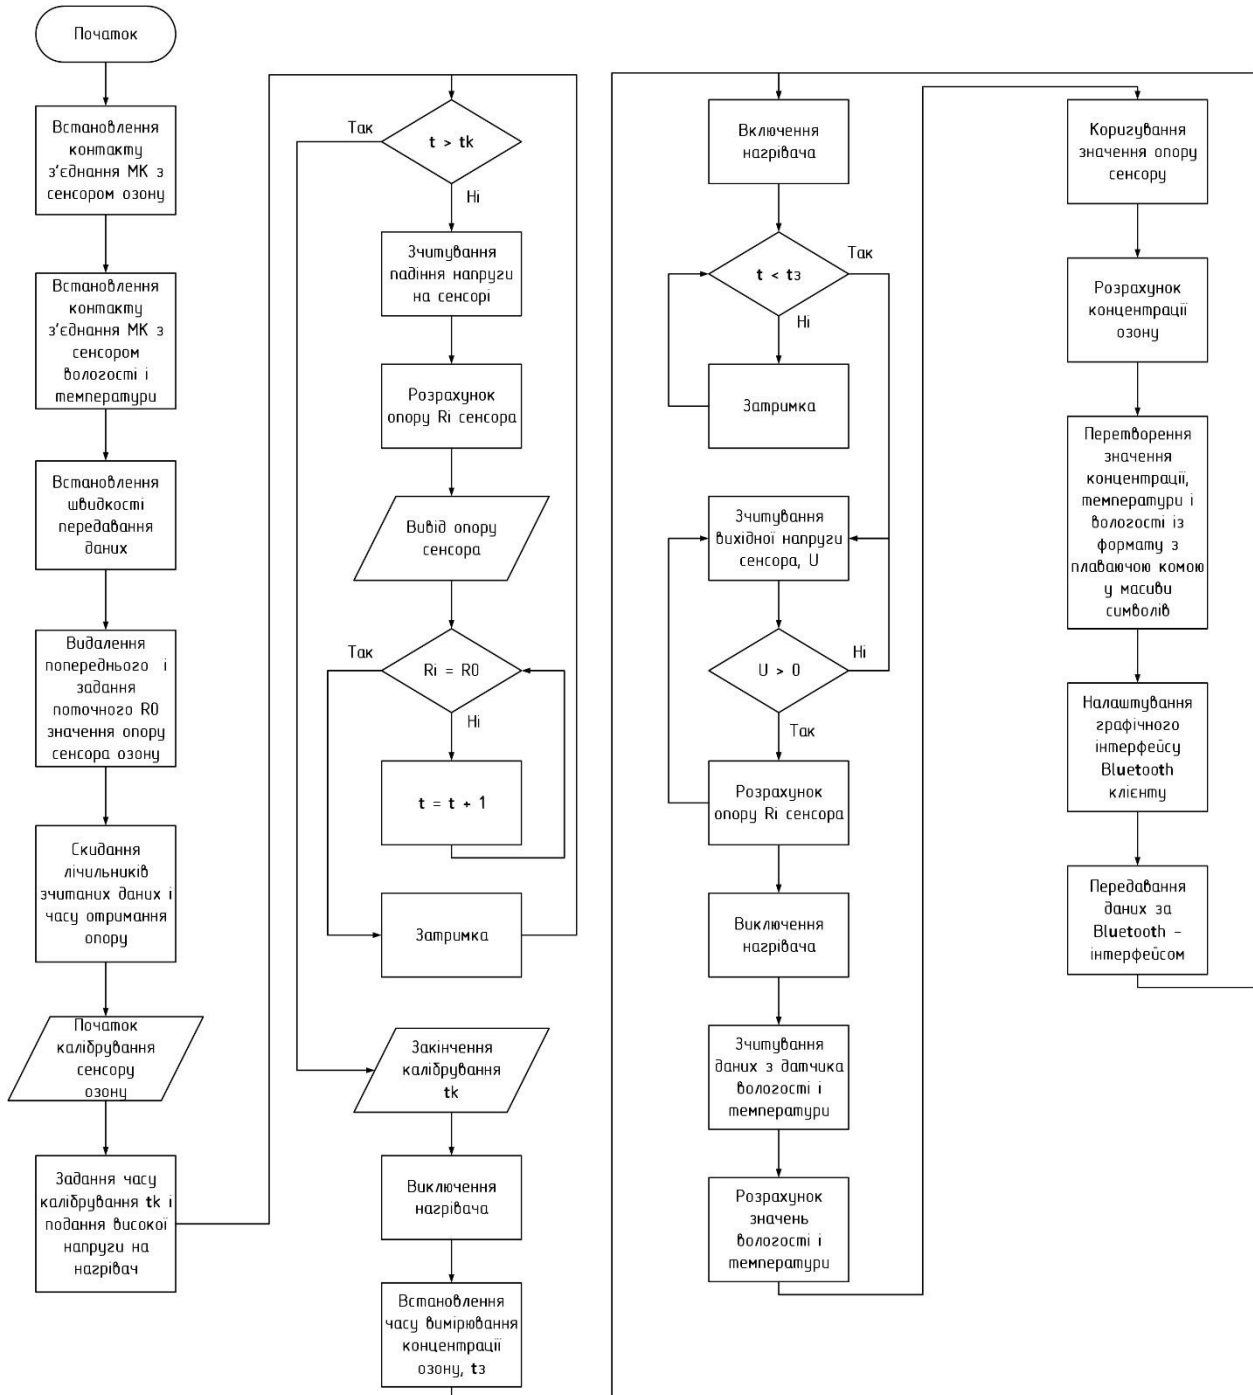 Початок
Встановлення
контакту
з'єднання МК з
сенсором озону
Встановлення
контакту
з'єднання МК з
сенсором
вологості і
температури
Встановлення
швидкості
передавання
даних
Видалення
попереднього і
задання
поточного R0
значення опору
сенсора озону
Скидання
лічильників
зчитаних даних і
часу отримання
опору
Початок
калібрування
сенсору
озону
Задання часу
калібрування tk і
подання високої
напруги на
нагрівач
t > tk
Так
Ні
Зчитування
падіння напруги
на сенсорі
Розрахунок
опору Ri сенсора
Вивід опору
сенсора
Так
Ri = R0
Ні
t = t + 1
Затримка
Закінчення
калібрування
tk
Виключення
нагрівача
Встановлення
часу вимірювання
концентрації
озону, tз
Включення
нагрівача
t < tз
Так
Ні
Затримка
Зчитування
вихідної напруги
сенсора, U
U > 0
Ні
Так
Розрахунок
опору Ri сенсора
Виключення
нагрівача
Зчитування
даних з датчика
вологості і
температури
Розрахунок
значень
вологості і
температури
Коригування
значення опору
сенсору
Розрахунок
концентрації
озону
Перетворення
значення
концентрації,
температури і
вологості із
формату з
плаваючою комою
у масиви
символів
Налаштування
графічного
інтерфейсу
Bluetooth
клієнту
Передавання
даних за
Bluetooth –
інтерфейсом